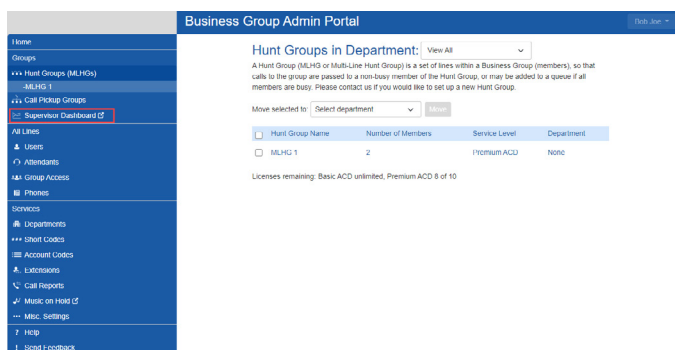 Business Group Admin Portal
Bob Joe
Home
Groups
Hunt Groups (MLHGs)
-MLHG 1
Call Pickup Groups
Supervisor Dashboard
All Lines
Users
Attendants
Group Access
Phones
Services
Departments
Short Codes
Account Codes
Extensions
Call Reports
Music on Hold
Misc. Settings
? Help
! Send Feedback
Hunt Groups in Department: View All
A Hunt Group (MLHG or Multi-Line Hunt Group) is a set of lines within a Business Group (members), so that
calls to the group are passed to a non-busy member of the Hunt Group, or may be added to a queue if all
members are busy. Please contact us if you would like to set up a new Hunt Group.
Move selected to: Select department Move
Hunt Group Name Number of Members Service Level Department
MLHG 1 2 Premium ACD None
Licenses remaining: Basic ACD unlimited, Premium ACD 8 of 10